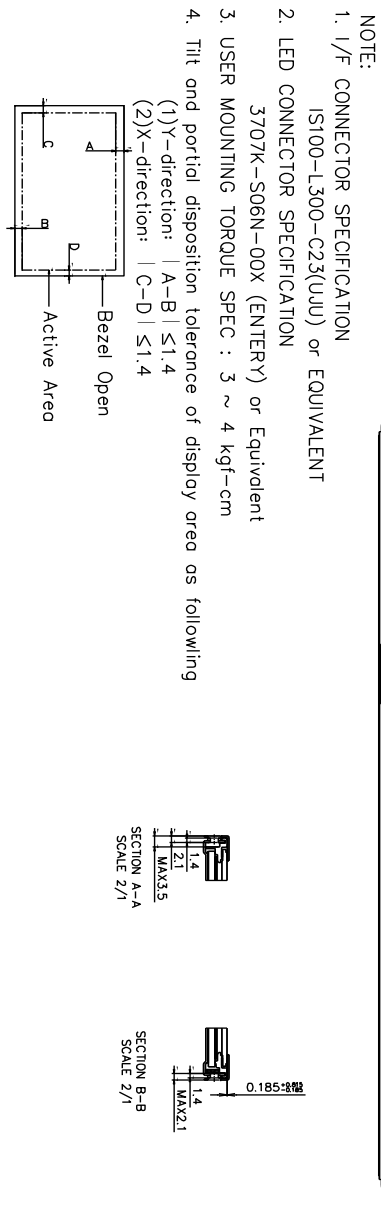 NOTE:
1. I/F CONNECTOR SPECIFICATION
IS100-L300-C23(UJU) or EQUIVALENT
2. LED CONNECTOR SPECIFICATION
3707K-S06N-00X (ENTERY) or Equivalent
3. USER MOUNTING TORQUE SPEC : 3 ~ 4 kgf-cm
4. Tilt and partial disposition tolerance of display area as followling
(1)Y-direction: | A-B | ≤1.4
(2)X-direction: | C-D | ≤1.4
A
B
C
D
Bezel Open
Active Area
1.4
2.1
MAX3.5
SECTION A-A
SCALE 2/1
0.185
1.4
MAX2.1
SECTION B-B
SCALE 2/1